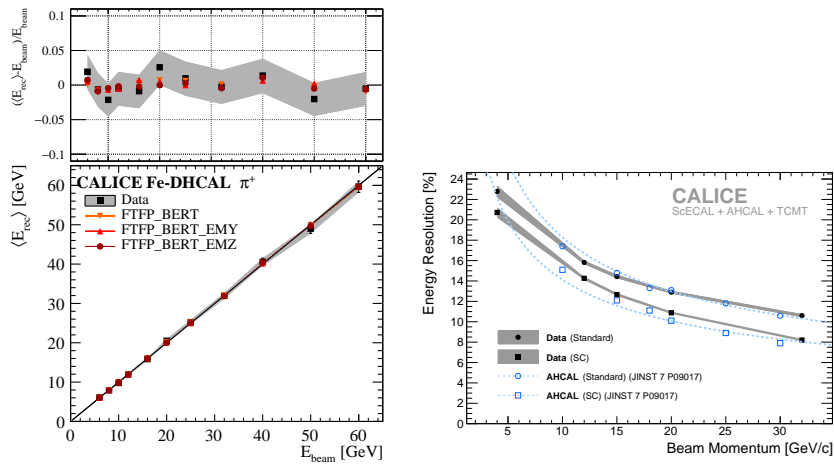 (⟨E_rec⟩-E_beam)/E_beam
0.1
0.05
0
−0.05
−0.1
⟨E_rec⟩ [GeV]
60
50
40
30
20
10
0
CALICE Fe-DHCAL π+
Data
FTFP_BERT
FTFP_BERT_EMY
FTFP_BERT_EMZ
0 10 20 30 40 50 60
E_beam [GeV]
Energy Resolution [%]
24
22
20
18
16
14
12
10
8
6
4
2
0
CALICE
ScECAL + AHCAL + TCMT
Data (Standard)
Data (SC)
AHCAL (Standard) (JINST 7 P09017)
AHCAL (SC) (JINST 7 P09017)
5 10 15 20 25 30
Beam Momentum [GeV/c]